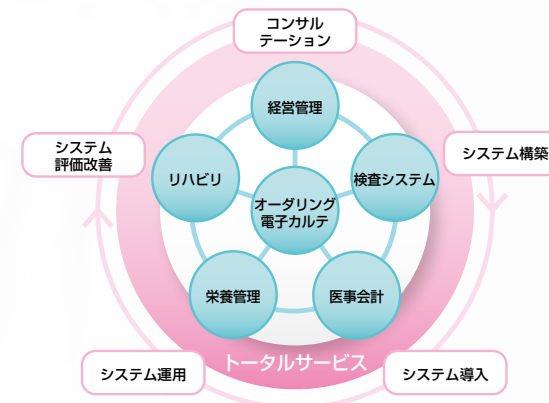 コンサル
テーション
経営管理
システム
評価改善
システム構築
リハビリ
検査システム
オーダリング
電子カルテ
栄養管理
医事会計
トータルサービス
システム運用
システム導入